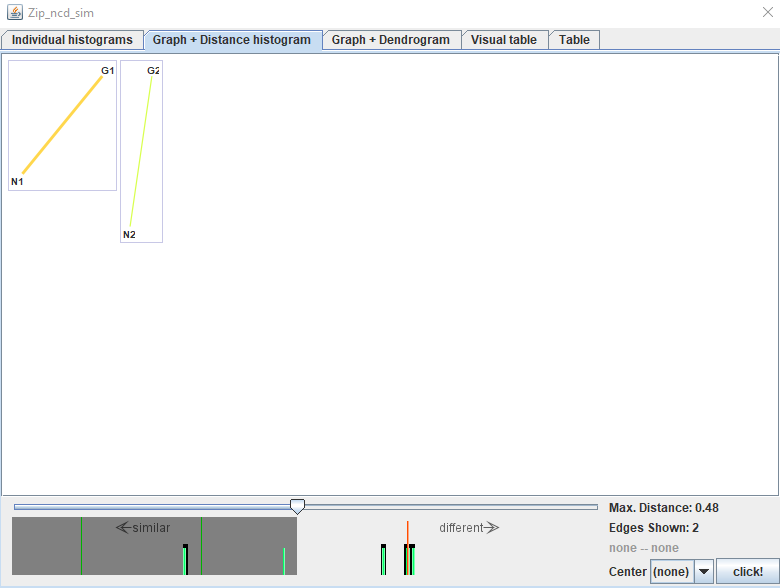 Zip_ncd_sim
Individual histograms
Graph + Distance histogram
Graph + Dendrogram
Visual table
Table
G1
G2
N1
N2
similar
different
Max. Distance: 0.48
Edges Shown: 2
none -- none
Center (none) click!